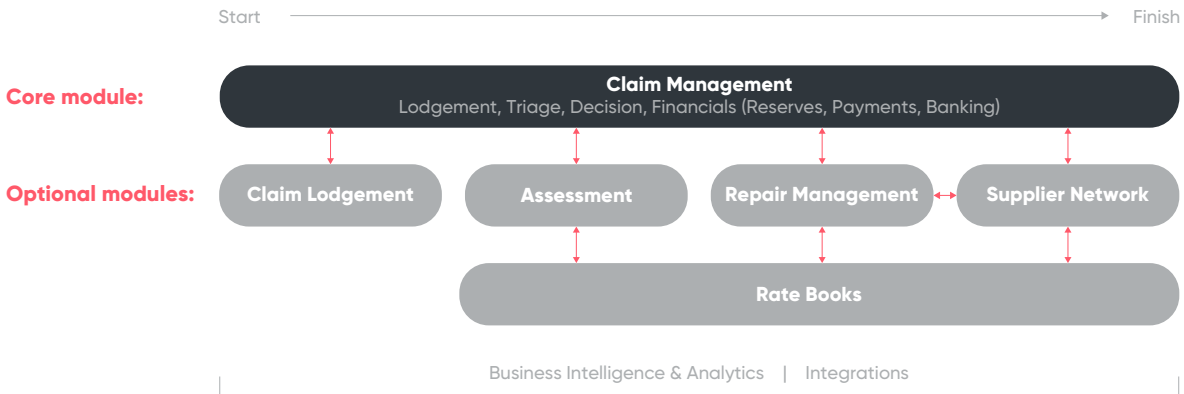 Start Finish
Core module:
Claim Management
Lodgement, Triage, Decision, Financials (Reserves, Payments, Banking)
Optional modules:
Claim Lodgement
Assessment
Repair Management
Supplier Network
Rate Books
Business Intelligence & Analytics | Integrations